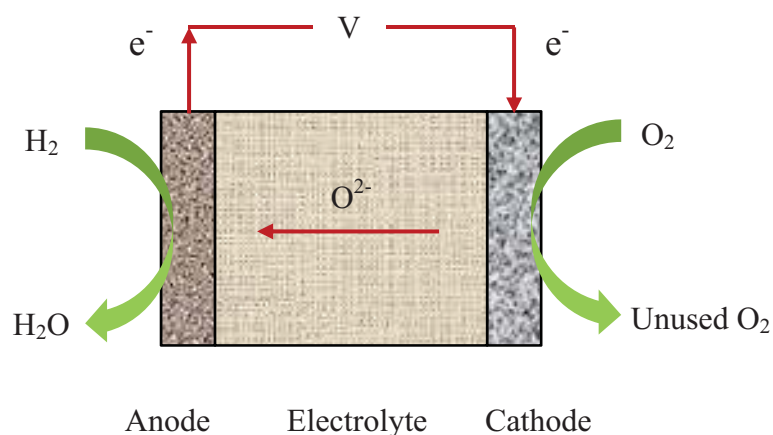 e⁻ V e⁻
H₂ O₂
O²⁻
H₂O Unused O₂
Anode Electrolyte Cathode